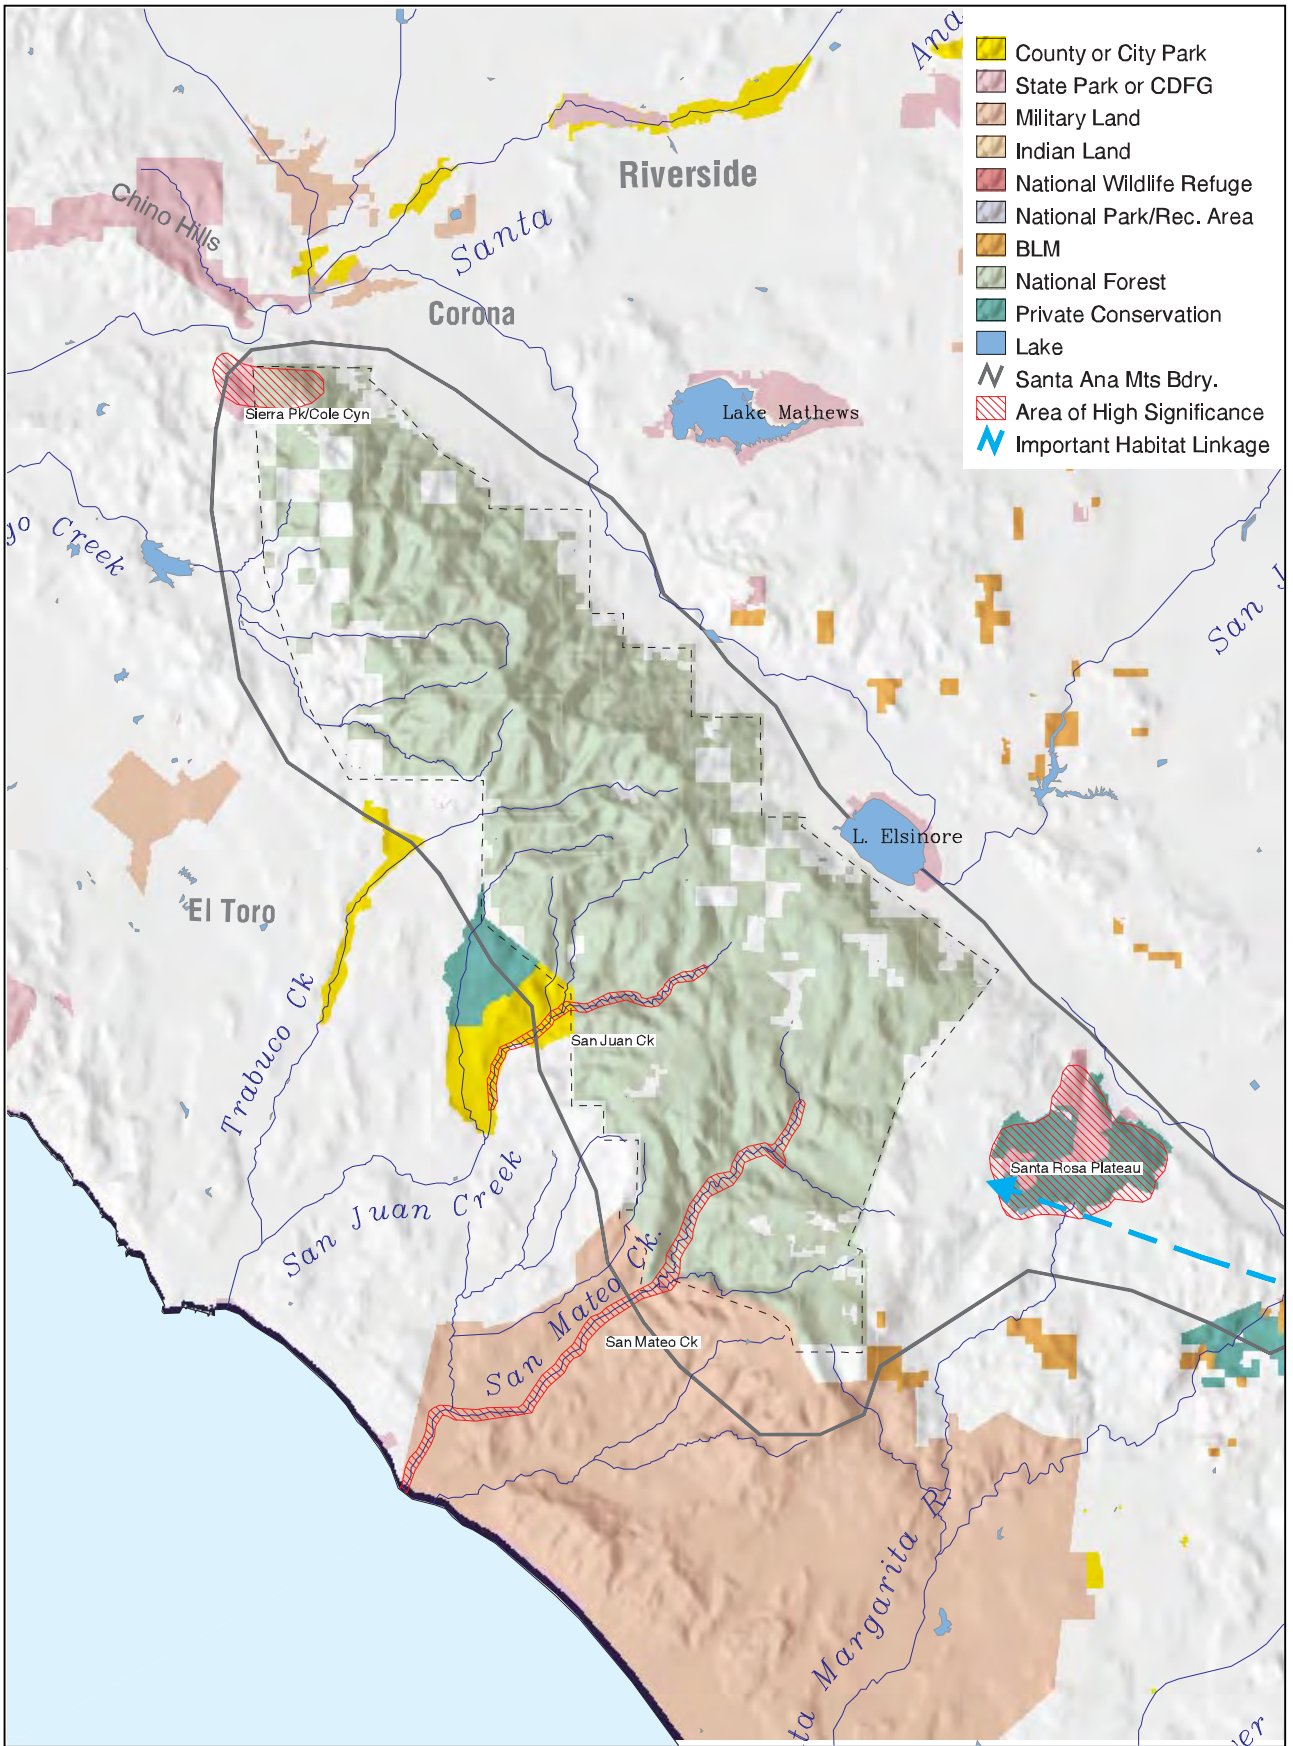 Ana
County or City Park
State Park or CDFG
Military Land
Indian Land
National Wildlife Refuge
National Park/Rec. Area
BLM
National Forest
Private Conservation
Lake
Santa Ana Mts Bdry.
Area of High Significance
Important Habitat Linkage
Riverside
Chino Hills
Santa
Corona
Sierra Pk/Cole Cyn
Lake Mathews
go Creek
San J
L. Elsinore
El Toro
Trabuco Ck
San Juan Ck
Santa Rosa Plateau
San Juan Creek
San Mateo Ck.
San Mateo Ck
ta Margarita R.
ver